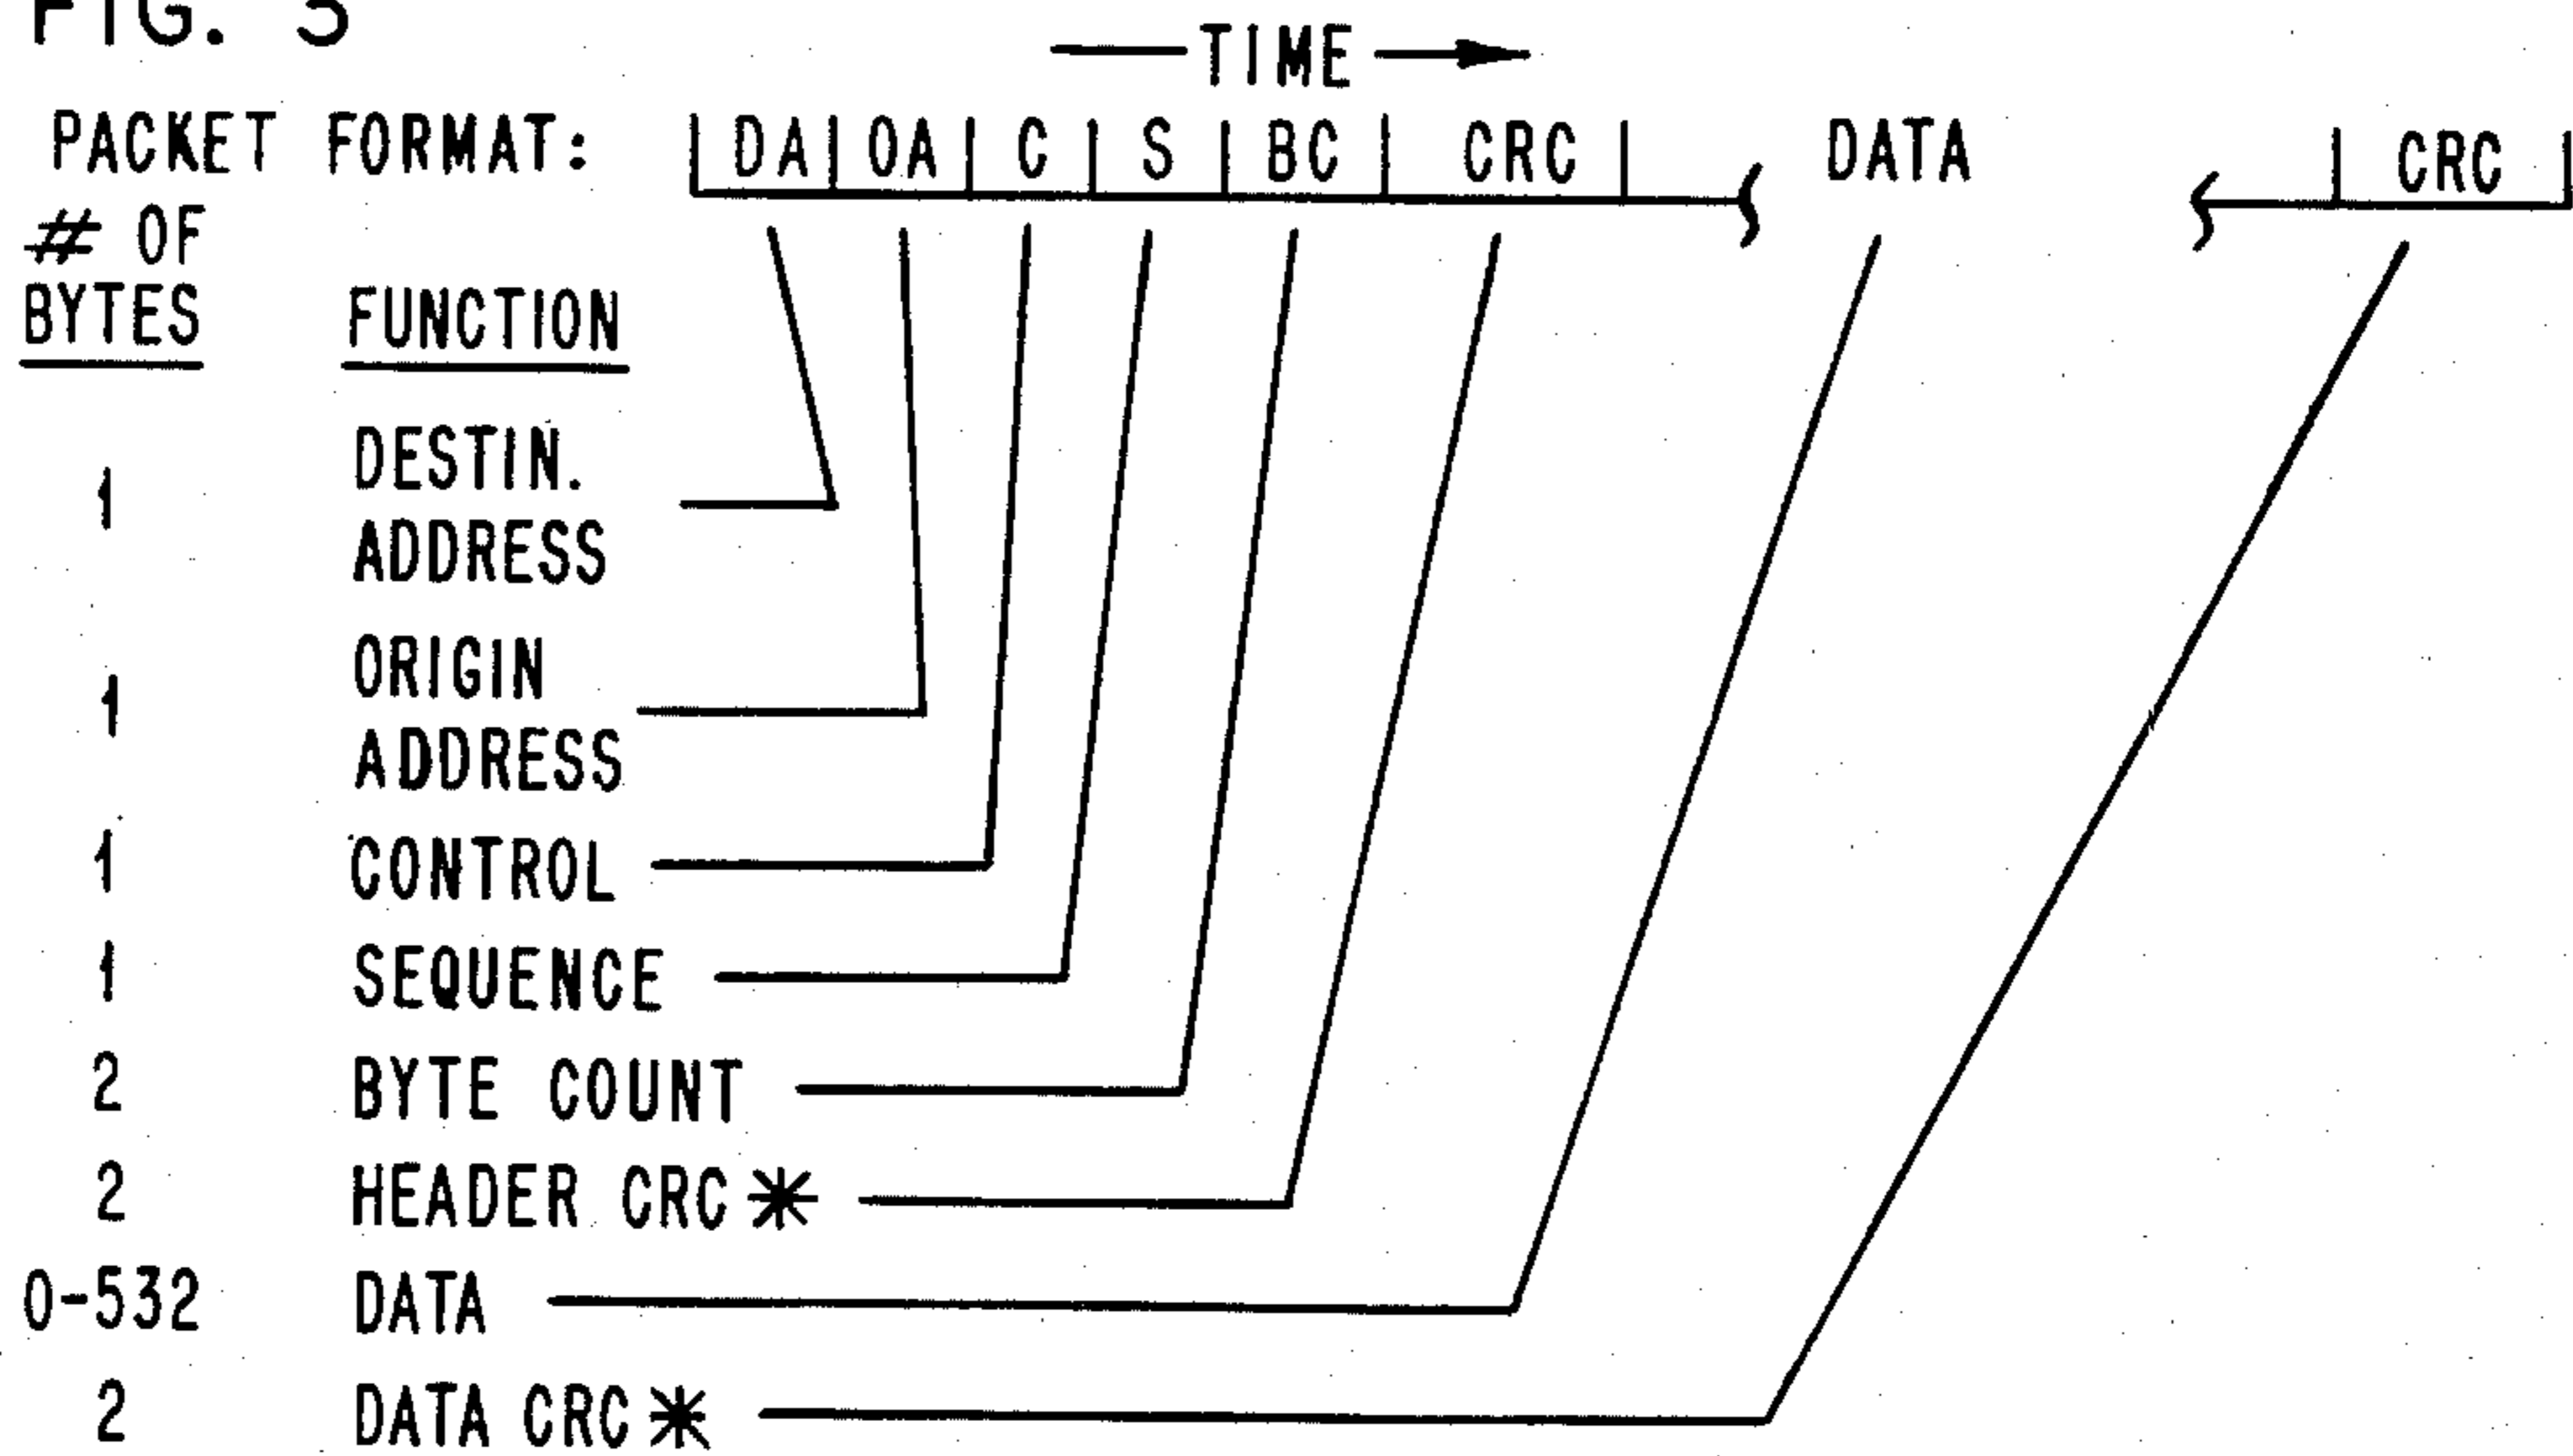 FIG.
TIME
PACKET FORMAT: DA OA C S BC CRC DATA CRC
# OF
BYTES FUNCTION
1 DESTIN.
ADDRESS
1 ORIGIN
ADDRESS
1 CONTROL
1 SEQUENCE
2 BYTE COUNT
2 HEADER CRC *
0-532 DATA
2 DATA CRC *